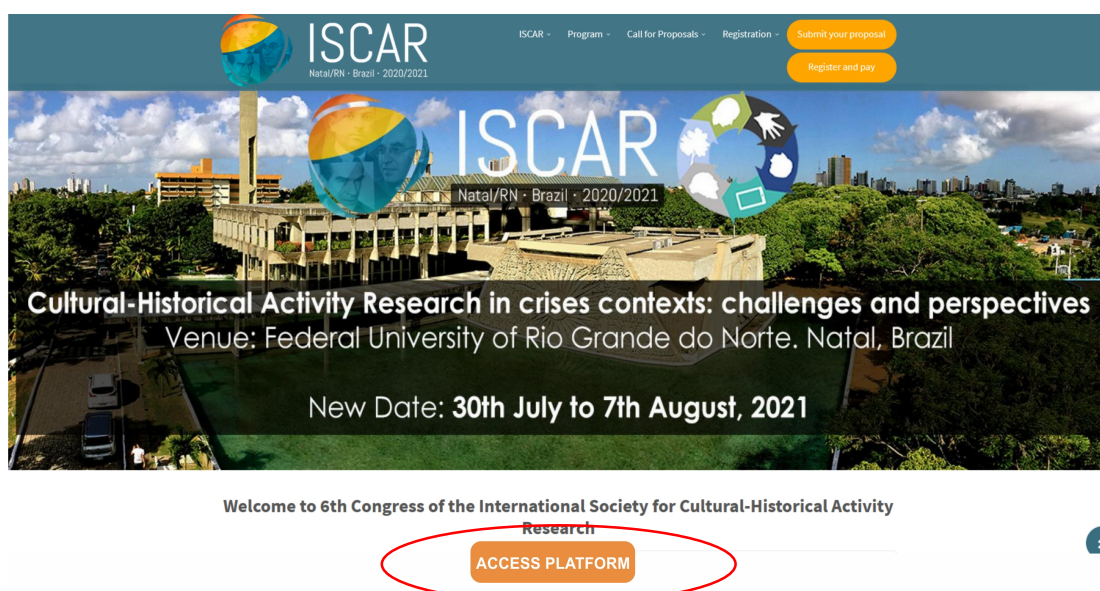 ISCAR
Natal/RN · Brazil · 2020/2021
ISCAR
Program
Call for Proposals
Registration
Submit your proposal
Register and pay
ISCAR
Natal/RN · Brazil · 2020/2021
Cultural-Historical Activity Research in crises contexts: challenges and perspectives
Venue: Federal University of Rio Grande do Norte. Natal, Brazil
New Date: 30th July to 7th August, 2021
Welcome to 6th Congress of the International Society for Cultural-Historical Activity
Research
ACCESS PLATFORM